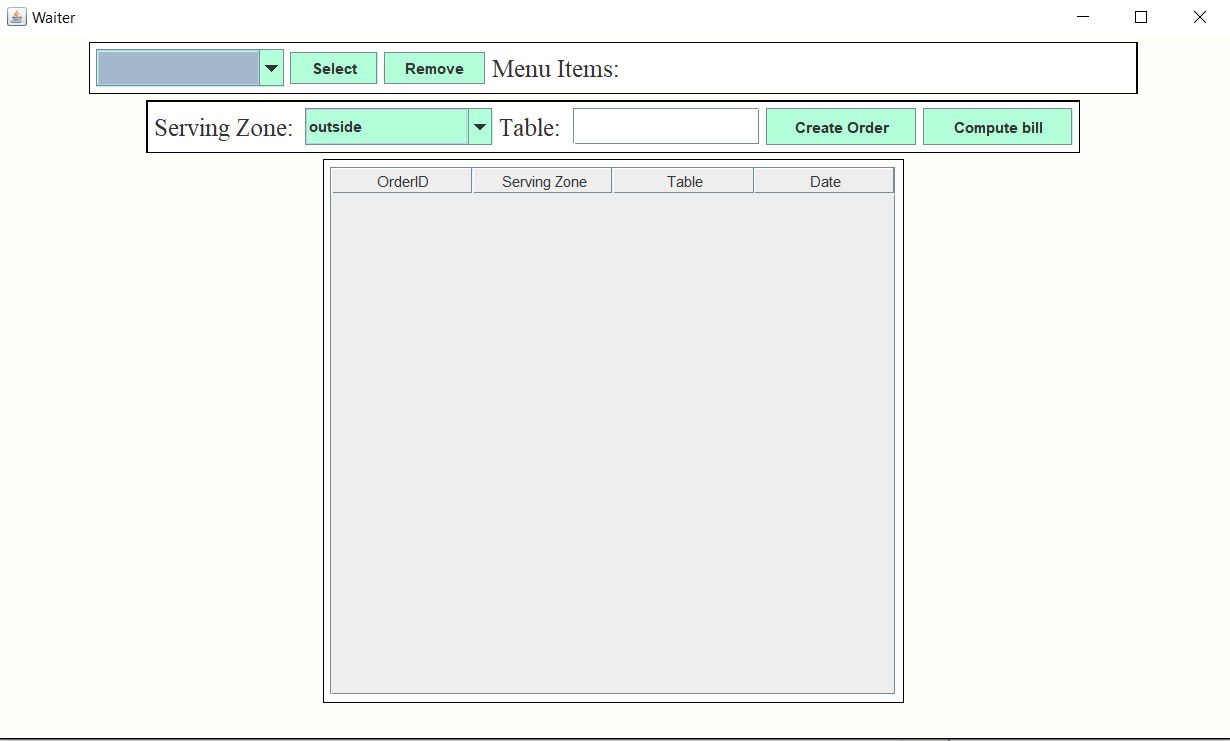 Waiter
Select Remove Menu Items:
Serving Zone: outside Table: Create Order Compute bill
OrderID Serving Zone Table Date